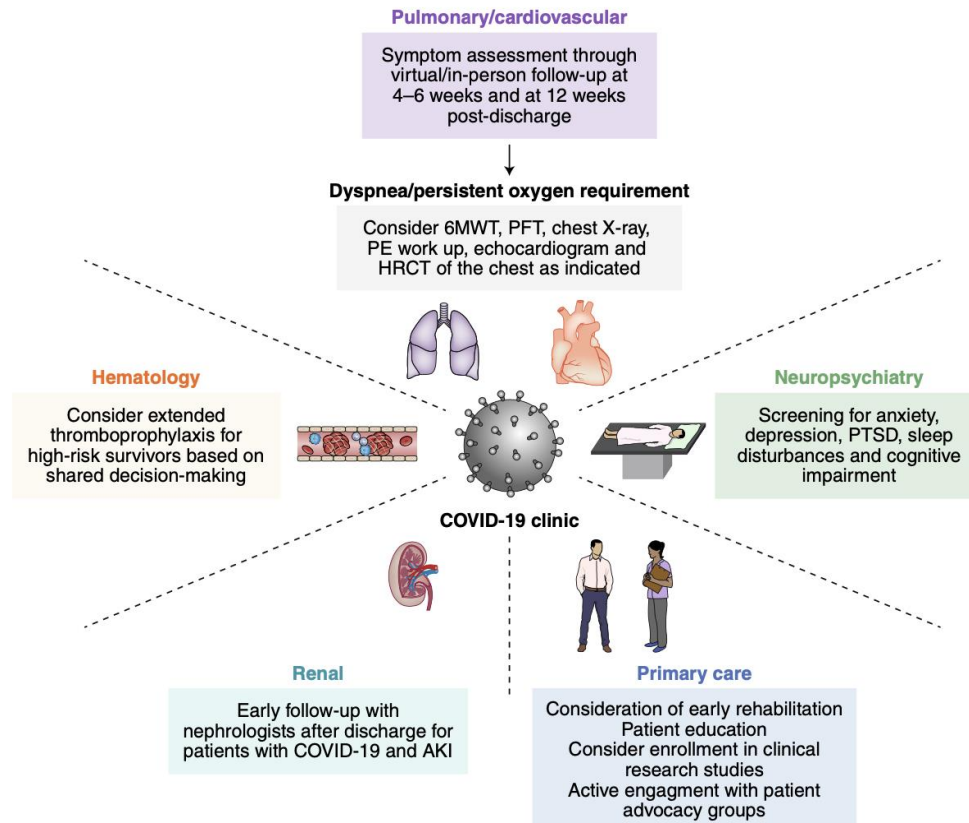 Pulmonary/cardiovascular
Symptom assessment through
virtual/in-person follow-up at
4–6 weeks and at 12 weeks
post-discharge
Dyspnea/persistent oxygen requirement
Consider 6MWT, PFT, chest X-ray,
PE work up, echocardiogram and
HRCT of the chest as indicated
Hematology
Consider extended
thromboprophylaxis for
high-risk survivors based on
shared decision-making
Neuropsychiatry
Screening for anxiety,
depression, PTSD, sleep
disturbances and cognitive
impairment
COVID-19 clinic
Renal
Early follow-up with
nephrologists after discharge for
patients with COVID-19 and AKI
Primary care
Consideration of early rehabilitation
Patient education
Consider enrollment in clinical
research studies
Active engagment with patient
advocacy groups